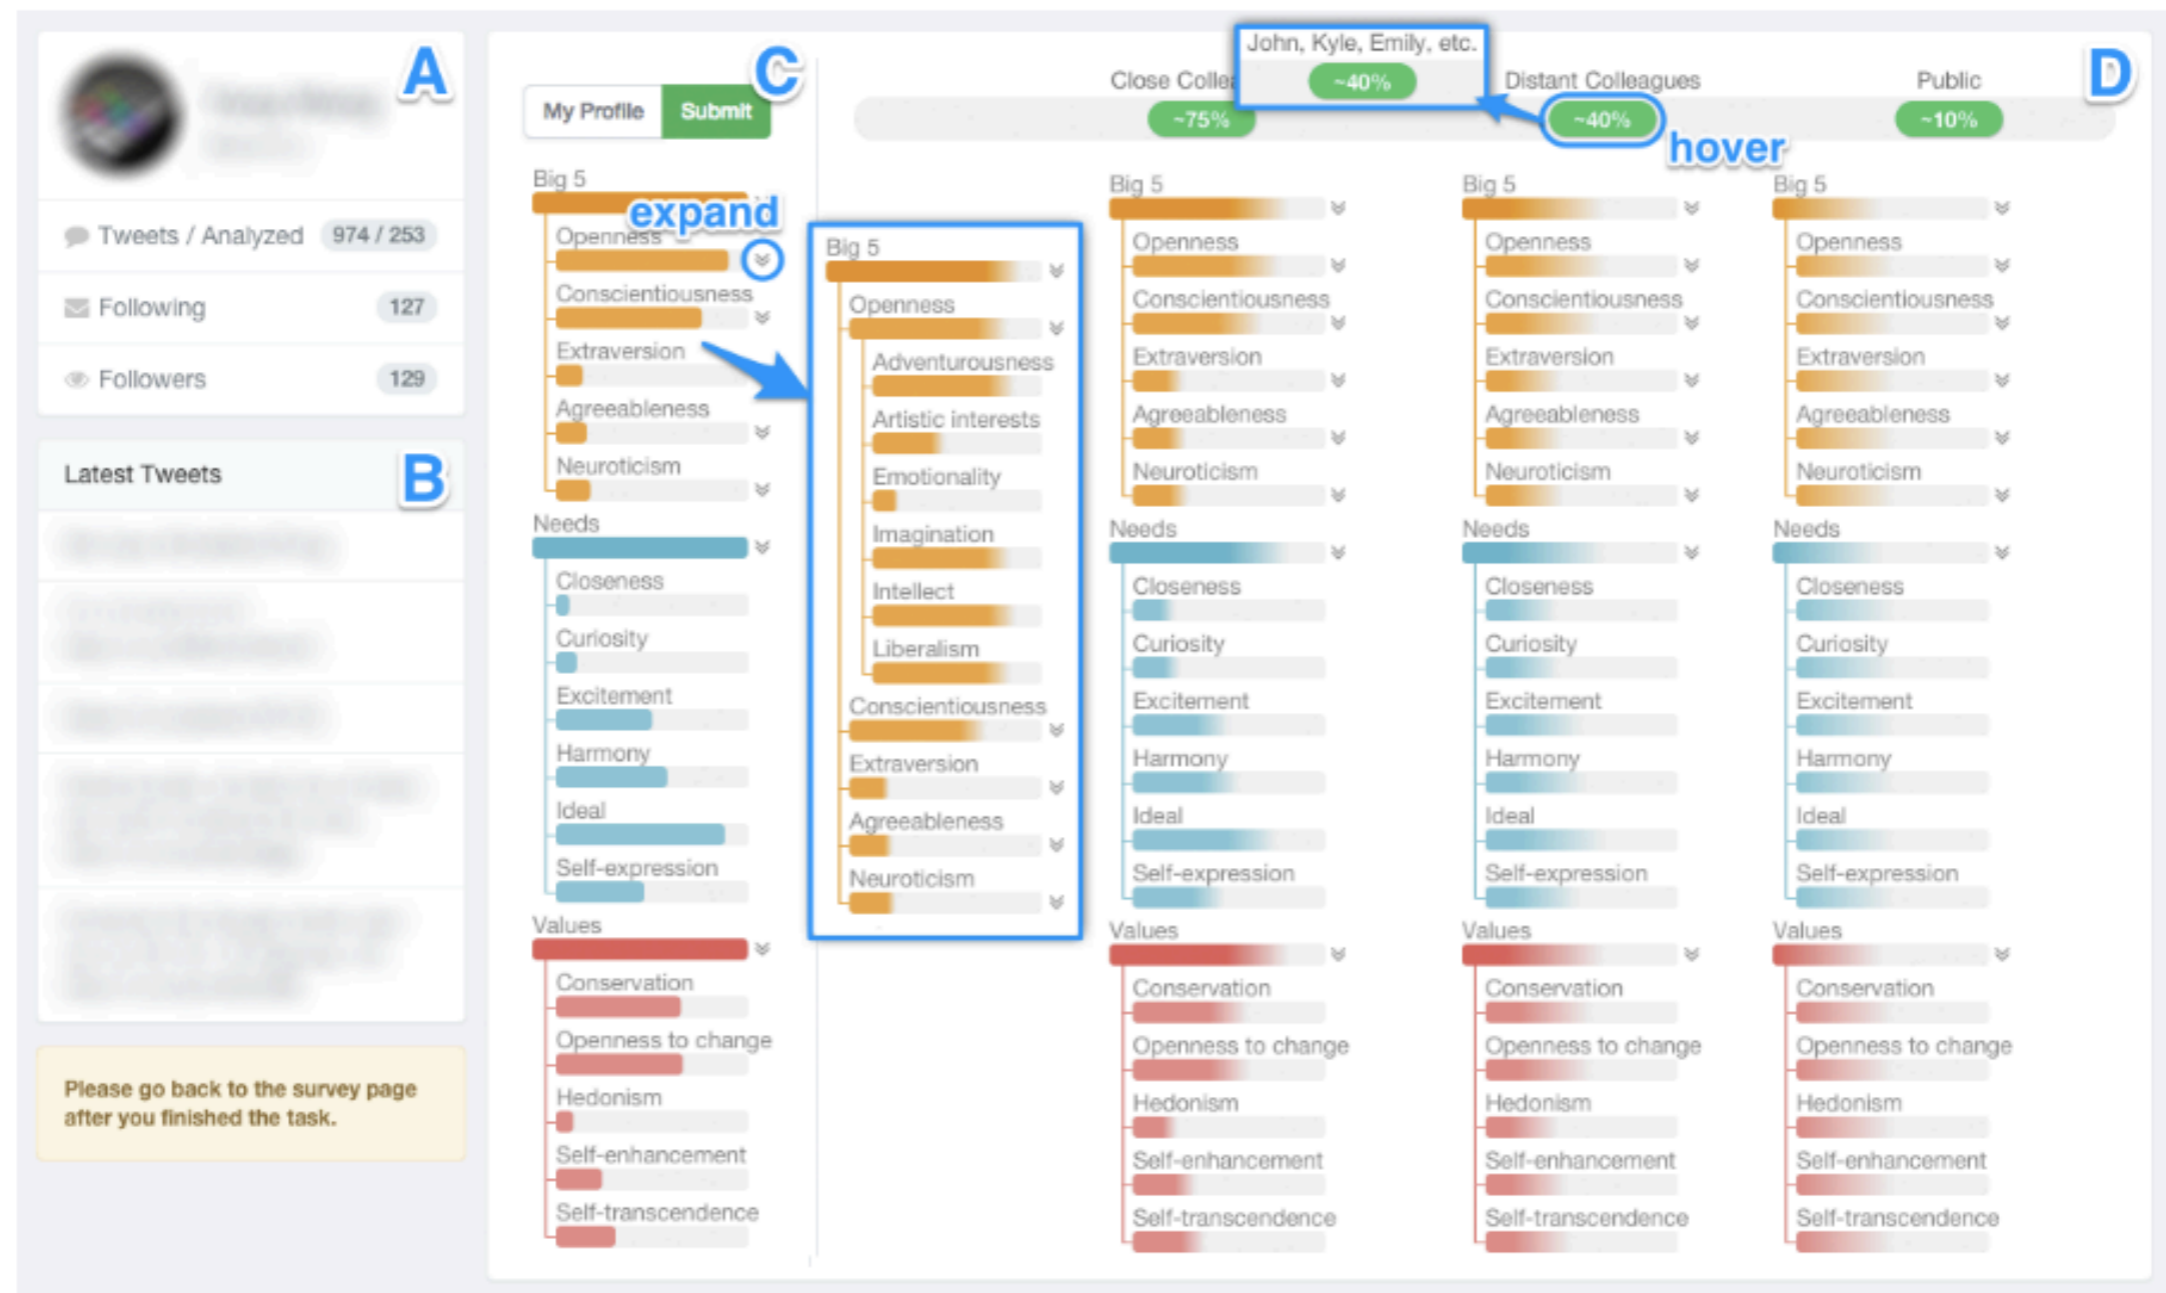 A
Tweets / Analyzed 974 / 253
Following 127
Followers 129
Latest Tweets
B
Please go back to the survey page
after you finished the task.
C
My Profile Submit
Big 5
expand
Openness
Conscientiousness
Extraversion
Agreeableness
Neuroticism
Needs
Closeness
Curiosity
Excitement
Harmony
Ideal
Self-expression
Values
Conservation
Openness to change
Hedonism
Self-enhancement
Self-transcendence
Big 5
Openness
Adventurousness
Artistic interests
Emotionality
Imagination
Intellect
Liberalism
Conscientiousness
Extraversion
Agreeableness
Neuroticism
D
John, Kyle, Emily, etc.
~40%
Close Collea
~75%
Distant Colleagues
~40%
hover
Public
~10%
Big 5
Openness
Conscientiousness
Extraversion
Agreeableness
Neuroticism
Needs
Closeness
Curiosity
Excitement
Harmony
Ideal
Self-expression
Values
Conservation
Openness to change
Hedonism
Self-enhancement
Self-transcendence
Big 5
Openness
Conscientiousness
Extraversion
Agreeableness
Neuroticism
Needs
Closeness
Curiosity
Excitement
Harmony
Ideal
Self-expression
Values
Conservation
Openness to change
Hedonism
Self-enhancement
Self-transcendence
Big 5
Openness
Conscientiousness
Extraversion
Agreeableness
Neuroticism
Needs
Closeness
Curiosity
Excitement
Harmony
Ideal
Self-expression
Values
Conservation
Openness to change
Hedonism
Self-enhancement
Self-transcendence